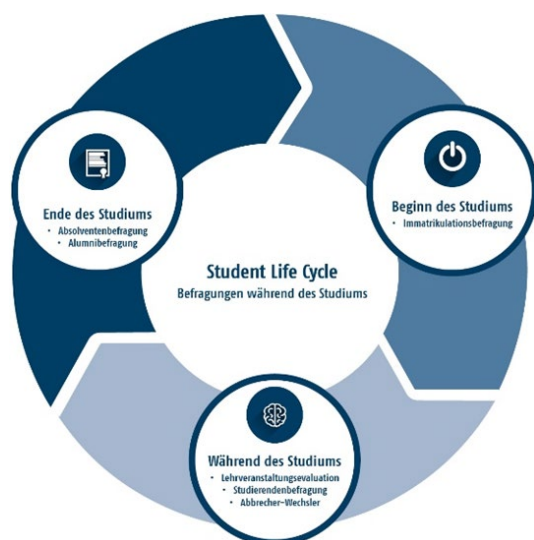 Student Life Cycle
Befragungen während des Studiums
Beginn des Studiums
• Immatrikulationsbefragung
Während des Studiums
• Lehrveranstaltungsevaluation
• Studierendenbefragung
• Abbrecher-Wechsler
Ende des Studiums
• Absolventenbefragung
• Alumnibefragung